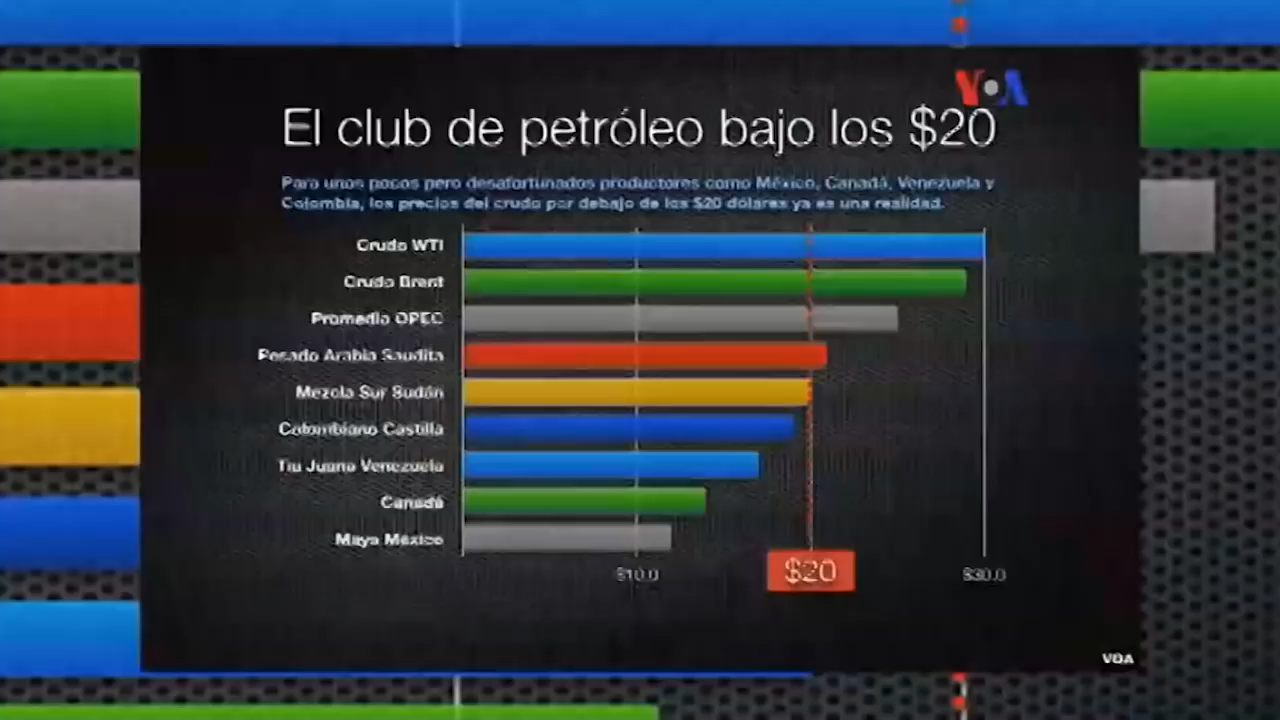 VOA
El club de petróleo bajo los $20
Para unos pocos pero desafortunados productores como México, Canadá, Venezuela y
Colombia, los precios del crudo por debajo de los $20 dólares ya es una realidad.
Crudo WTI
Crudo Brent
Promedio OPEC
Pesado Arabia Saudita
Mezcla Sur Sudán
Colombiano Castilla
Tiu Juana Venezuela
Canadá
Maya México
$10.0
$20
$30.0
VOA